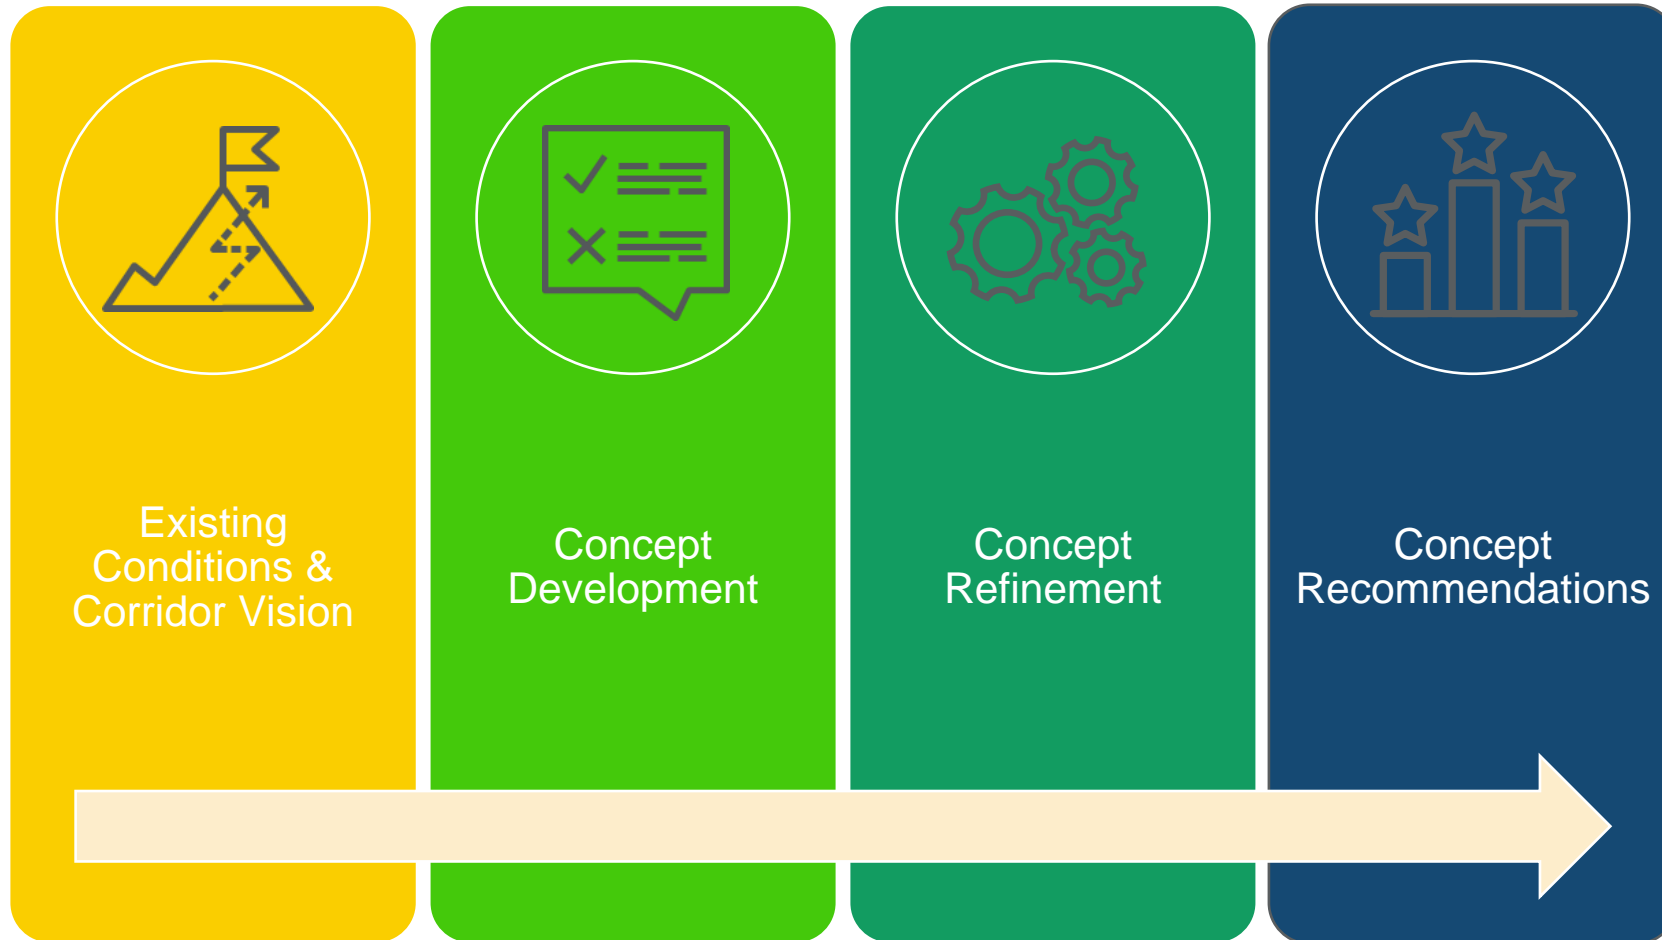 Existing
Conditions &
Corridor Vision
Concept
Development
Concept
Refinement
Concept
Recommendations